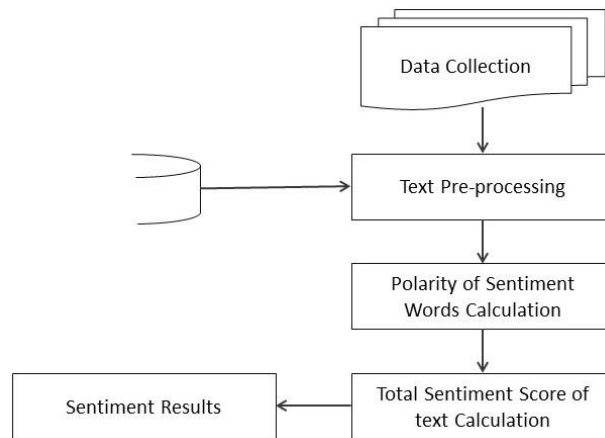 Data Collection
Text Pre-processing
Polarity of Sentiment
Words Calculation
Total Sentiment Score of
text Calculation
Sentiment Results